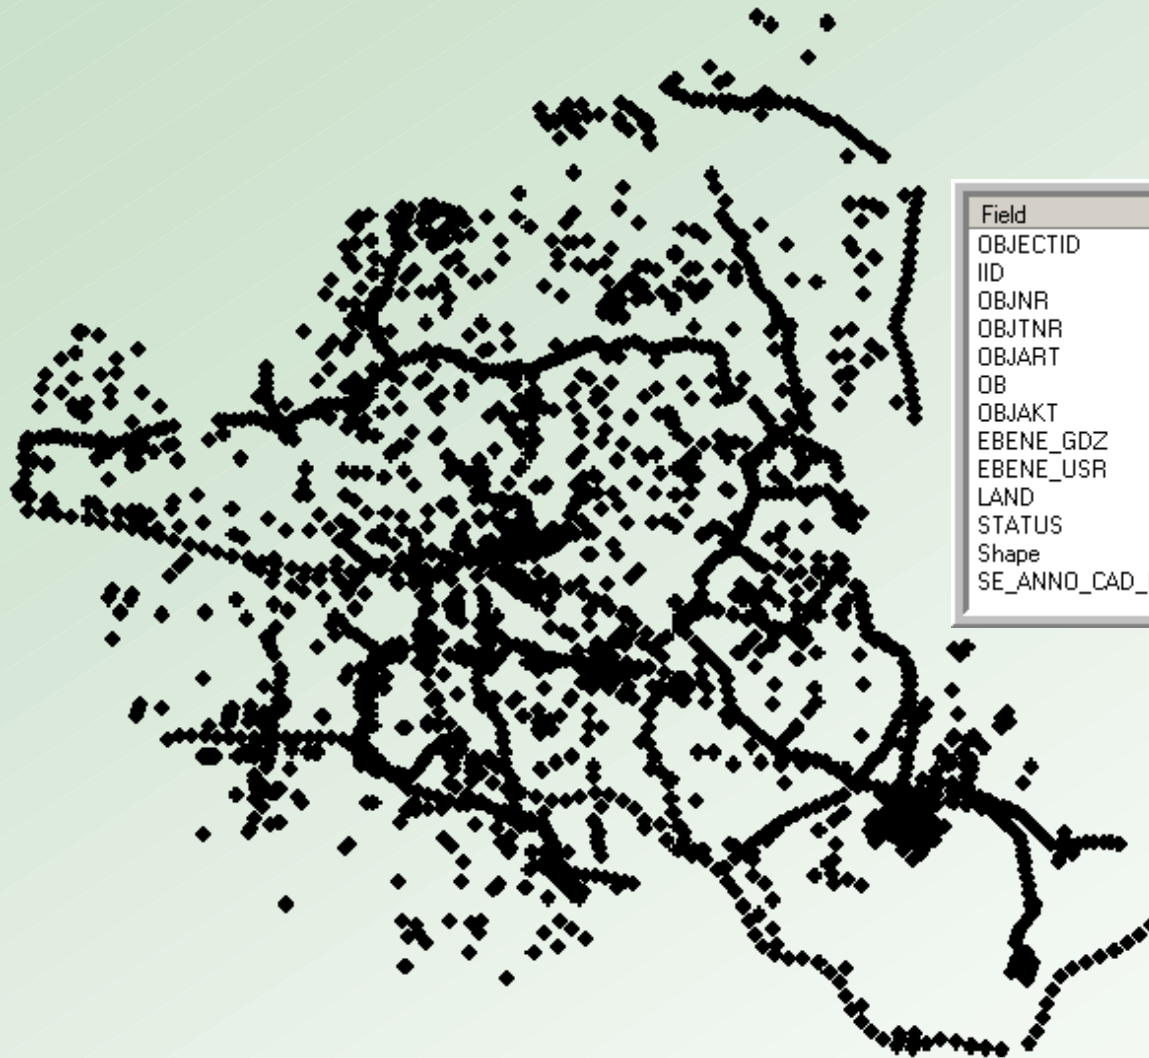 Field
OBJECTID
IID
OBJNR
OBJTNR
OBJART
OB
OBJAKT
EBENE_GDZ
EBENE_USR
LAND
STATUS
Shape
SE_ANNO_CAD_